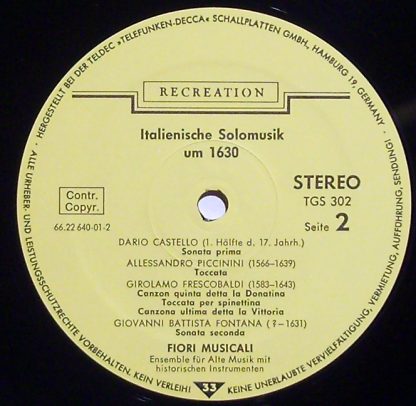 HERGESTELLT BEI DER TELDEC »TELEFUNKEN-DECCA« SCHALLPLATTEN GMBH, HAMBURG 19, GERMANY ·
RECREATION
Italienische Solomusik
um 1630
STEREO
TGS 302
Seite 2
Contr.
Copyr.
66.22 640-01-2
DARIO CASTELLO (1. Hälfte d. 17. Jahrh.)
Sonata prima
ALLESSANDRO PICCININI (1566–1639)
Toccata
GIROLAMO FRESCOBALDI (1583–1643)
Canzon quinta detta la Donatina
Toccata per spinettina
Canzona ultima detta la Vittoria
GIOVANNI BATTISTA FONTANA (?–1631)
Sonata seconda
FIORI MUSICALI
Ensemble für Alte Musik mit
historischen Instrumenten
33
· ALLE URHEBER- UND LEISTUNGSSCHUTZRECHTE VORBEHALTEN. KEIN VERLEIH! KEINE UNERLAUBTE VERVIELFÄLTIGUNG, VERMIETUNG, AUFFÜHRUNG, SENDUNG!